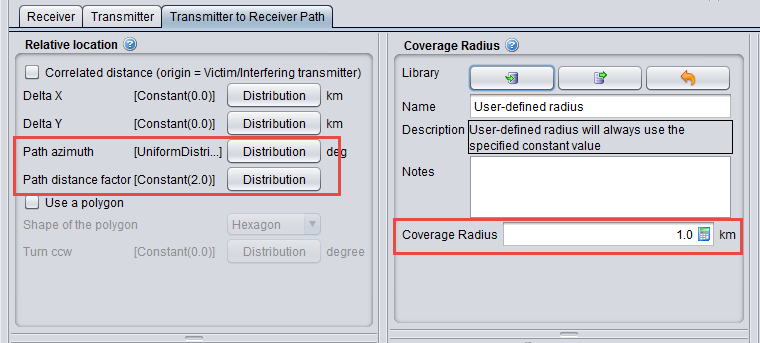 Receiver Transmitter Transmitter to Receiver Path
Relative location
Correlated distance (origin = Victim/Interfering transmitter)
Delta X [Constant(0.0)] Distribution km
Delta Y [Constant(0.0)] Distribution km
Path azimuth [UniformDistri...] Distribution deg
Path distance factor [Constant(2.0)] Distribution
Use a polygon
Shape of the polygon Hexagon
Turn ccw [Constant(0.0)] Distribution degree
Coverage Radius
Library
Name User-defined radius
Description User-defined radius will always use the
specified constant value
Notes
Coverage Radius 1.0 km